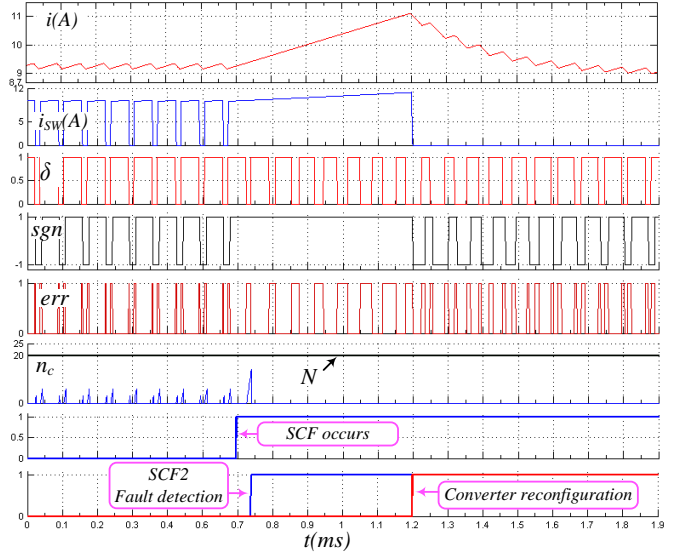 i(A)
11
10
9
8.7
12
i_SW(A)
5
0
δ
1
0.5
0
sgn
1
-1
err
1
0.5
0
25
20
n_c
N
0
1
0.5
0
SCF occurs
1
0.5
0
SCF2
Fault detection
Converter reconfiguration
0 0.1 0.2 0.3 0.4 0.5 0.6 0.7 0.8 0.9 1 1.1 1.2 1.3 1.4 1.5 1.6 1.7 1.8 1.9
t(ms)